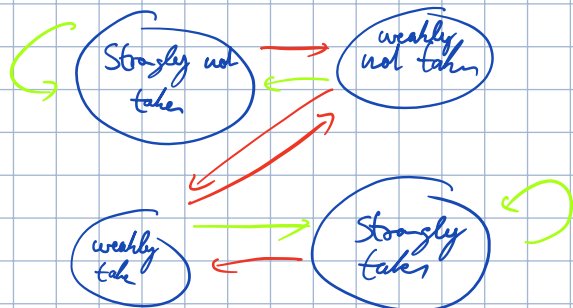 Strongly not
taken
weakly
not taken
weakly
take
Strongly
taken